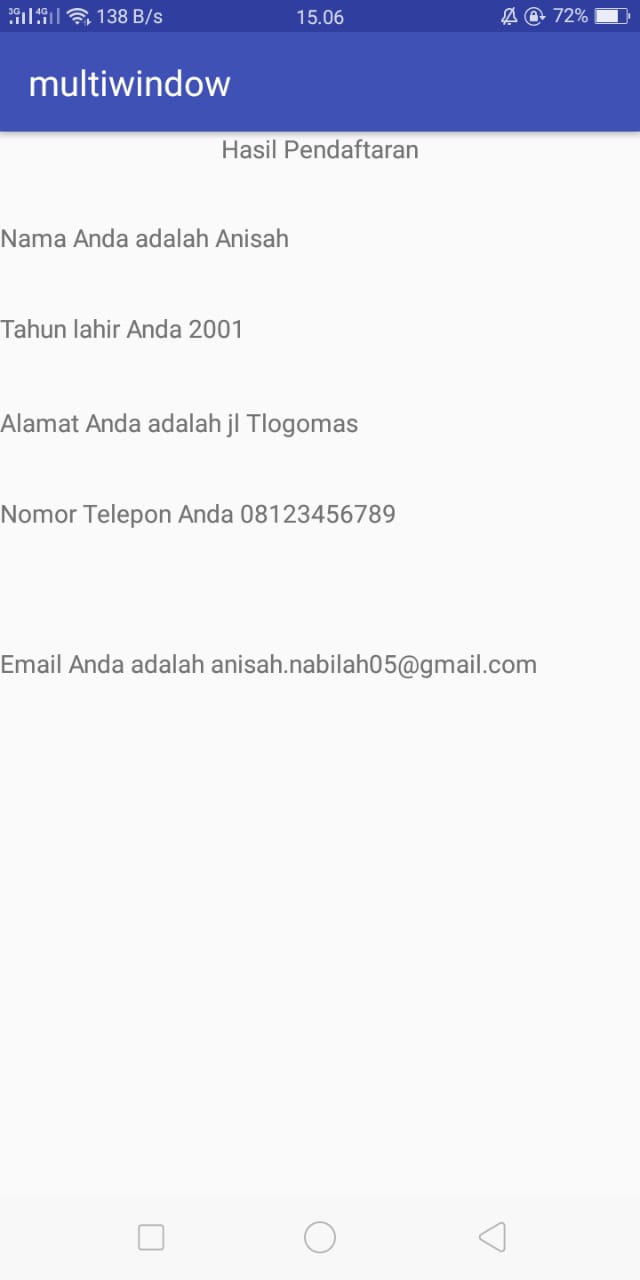 3G 4G 138 B/s 15.06 72%
multiwindow
Hasil Pendaftaran
Nama Anda adalah Anisah
Tahun lahir Anda 2001
Alamat Anda adalah jl Tlogomas
Nomor Telepon Anda 08123456789
Email Anda adalah anisah.nabilah05@gmail.com